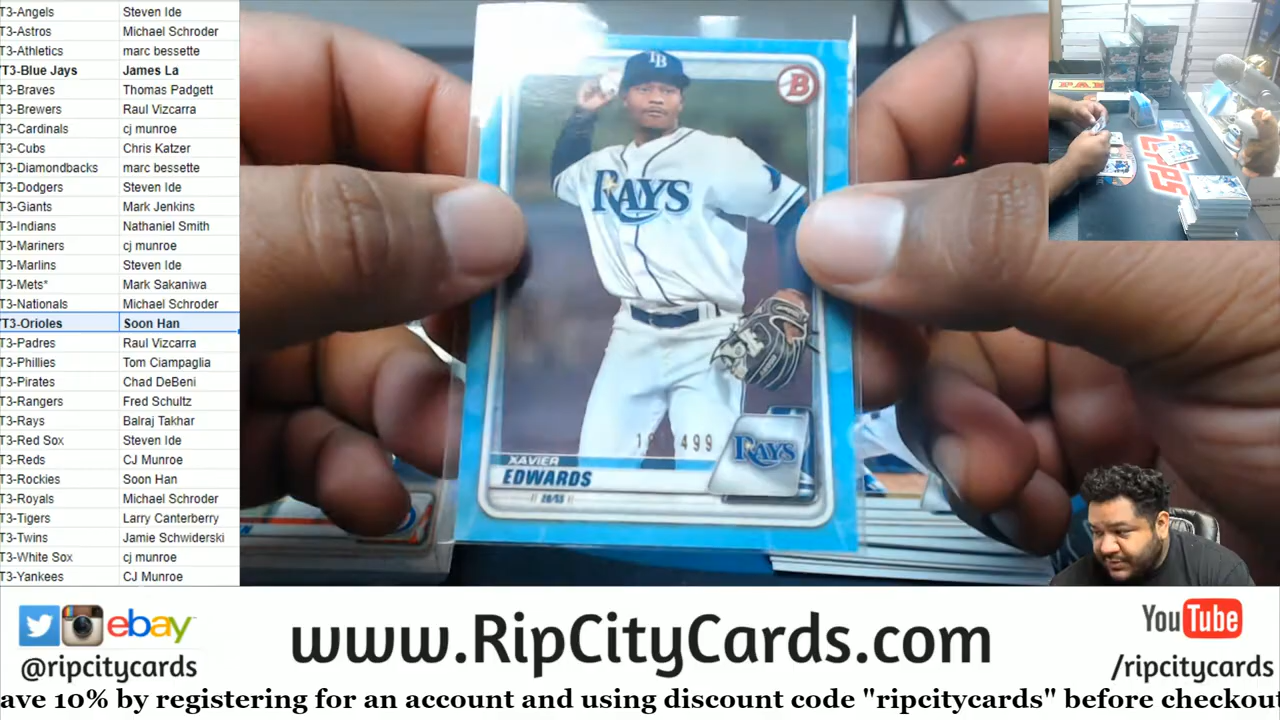 T3-Angels Steven Ide
T3-Astros Michael Schroder
T3-Athletics marc bessette
T3-Blue Jays James La
T3-Braves Thomas Padgett
T3-Brewers Raul Vizcarra
T3-Cardinals cj munroe
T3-Cubs Chris Katzer
T3-Diamondbacks marc bessette
T3-Dodgers Steven Ide
T3-Giants Mark Jenkins
T3-Indians Nathaniel Smith
T3-Mariners cj munroe
T3-Marlins Steven Ide
T3-Mets* Mark Sakaniwa
T3-Nationals Michael Schroder
T3-Orioles Soon Han
T3-Padres Raul Vizcarra
T3-Phillies Tom Ciampaglia
T3-Pirates Chad DeBeni
T3-Rangers Fred Schultz
T3-Rays Balraj Takhar
T3-Red Sox Steven Ide
T3-Reds CJ Munroe
T3-Rockies Soon Han
T3-Royals Michael Schroder
T3-Tigers Larry Canterberry
T3-Twins Jamie Schwiderski
T3-White Sox cj munroe
T3-Yankees CJ Munroe
TB
B
RAYS
499
RAYS
XAVIER
EDWARDS
2B/SS
TOPPS
ebay
@ripcitycards
www.RipCityCards.com
YouTube
/ripcitycards
ave 10% by registering for an account and using discount code "ripcitycards" before checkout